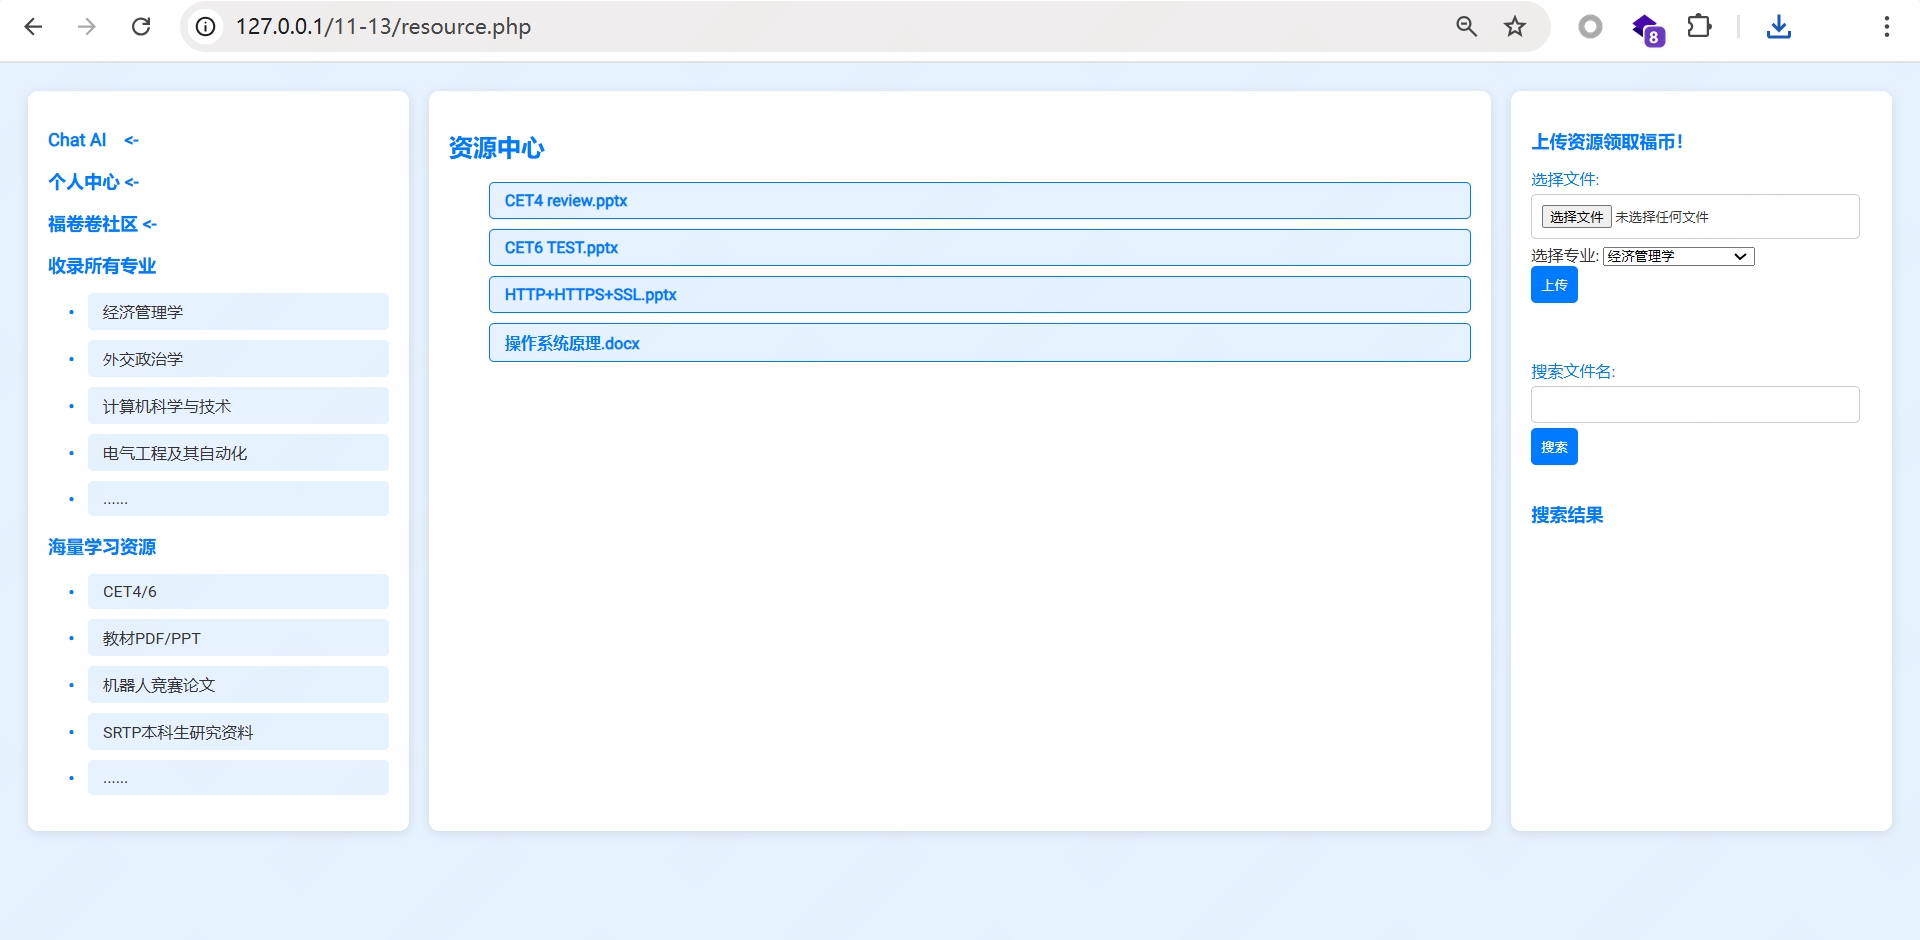 127.0.0.1/11-13/resource.php
8
Chat AI <-
个人中心 <-
福卷卷社区 <-
收录所有专业
经济管理学
外交政治学
计算机科学与技术
电气工程及其自动化
......
海量学习资源
CET4/6
教材PDF/PPT
机器人竞赛论文
SRTP本科生研究资料
......
资源中心
CET4 review.pptx
CET6 TEST.pptx
HTTP+HTTPS+SSL.pptx
操作系统原理.docx
上传资源领取福币!
选择文件:
选择文件 未选择任何文件
选择专业: 经济管理学
上传
搜索文件名:
搜索
搜索结果